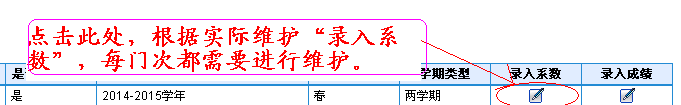 点击此处，根据实际维护“录入系
数”，每门次都需要进行维护。
是 学期类型 录入系数 录入成绩
是 2014-2015学年 春 两学期